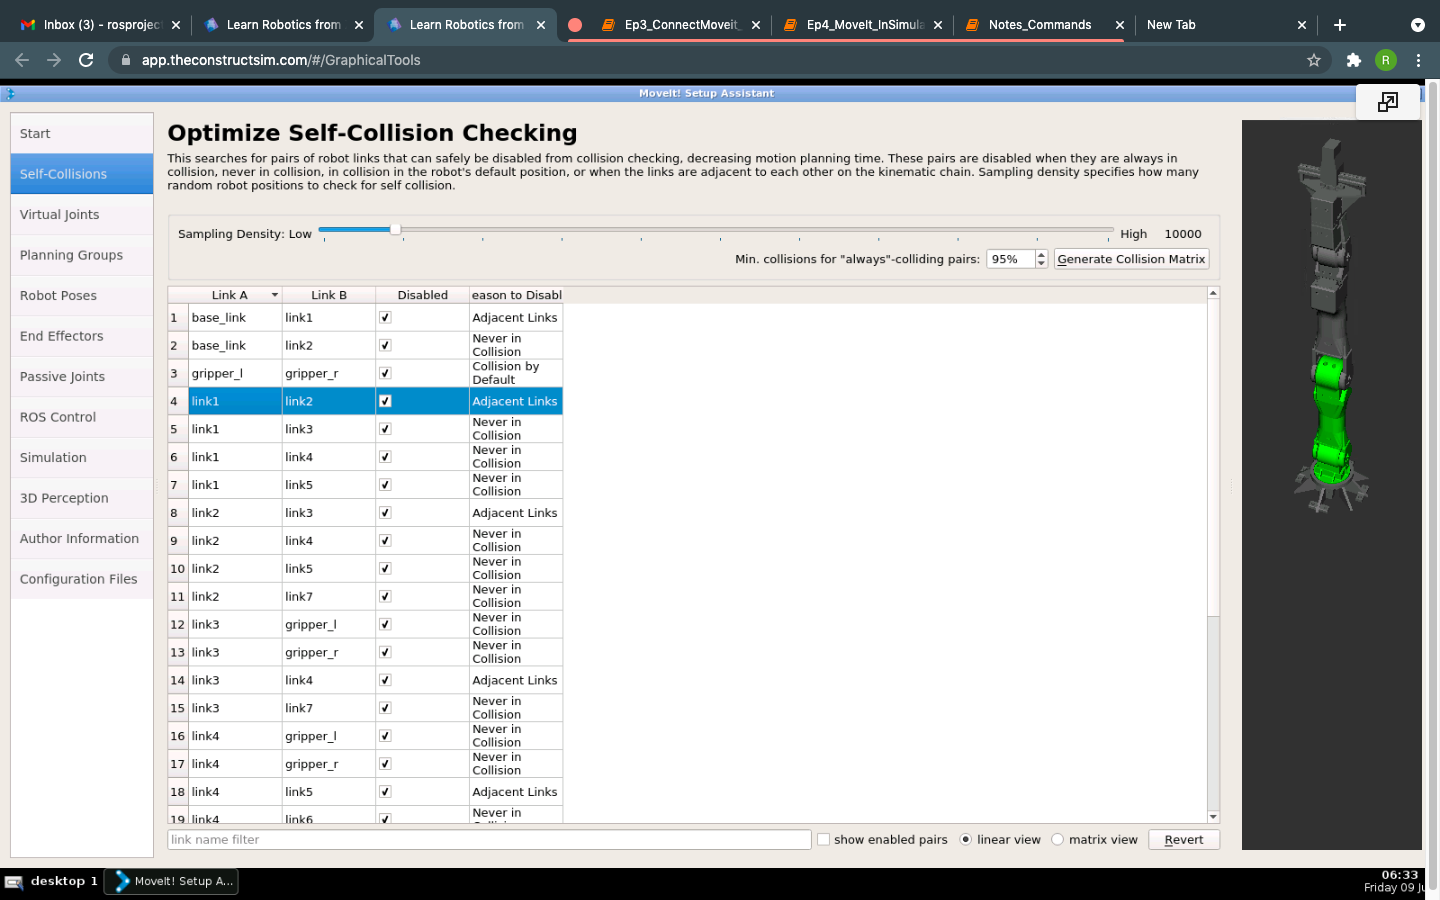 Inbox (3) - rosprojec
Learn Robotics from
Learn Robotics from
Ep3_ConnectMoveit_
Ep4_MoveIt_InSimula
Notes_Commands
New Tab
app.theconstructsim.com/#/GraphicalTools
R
MoveIt! Setup Assistant
Start
Self-Collisions
Virtual Joints
Planning Groups
Robot Poses
End Effectors
Passive Joints
ROS Control
Simulation
3D Perception
Author Information
Configuration Files
Optimize Self-Collision Checking
This searches for pairs of robot links that can safely be disabled from collision checking, decreasing motion planning time. These pairs are disabled when they are always in
collision, never in collision, in collision in the robot's default position, or when the links are adjacent to each other on the kinematic chain. Sampling density specifies how many
random robot positions to check for self collision.
Sampling Density: Low High 10000
Min. collisions for "always"-colliding pairs: 95% Generate Collision Matrix
Link A Link B Disabled eason to Disabl
1 base_link link1 Adjacent Links
2 base_link link2 Never in
Collision
3 gripper_l gripper_r Collision by
Default
4 link1 link2 Adjacent Links
5 link1 link3 Never in
Collision
6 link1 link4 Never in
Collision
7 link1 link5 Never in
Collision
8 link2 link3 Adjacent Links
9 link2 link4 Never in
Collision
10 link2 link5 Never in
Collision
11 link2 link7 Never in
Collision
12 link3 gripper_l Never in
Collision
13 link3 gripper_r Never in
Collision
14 link3 link4 Adjacent Links
15 link3 link7 Never in
Collision
16 link4 gripper_l Never in
Collision
17 link4 gripper_r Never in
Collision
18 link4 link5 Adjacent Links
19 link4 link6 Never in
link name filter
show enabled pairs linear view matrix view Revert
desktop 1
MoveIt! Setup A...
06:33
Friday 09 Ju